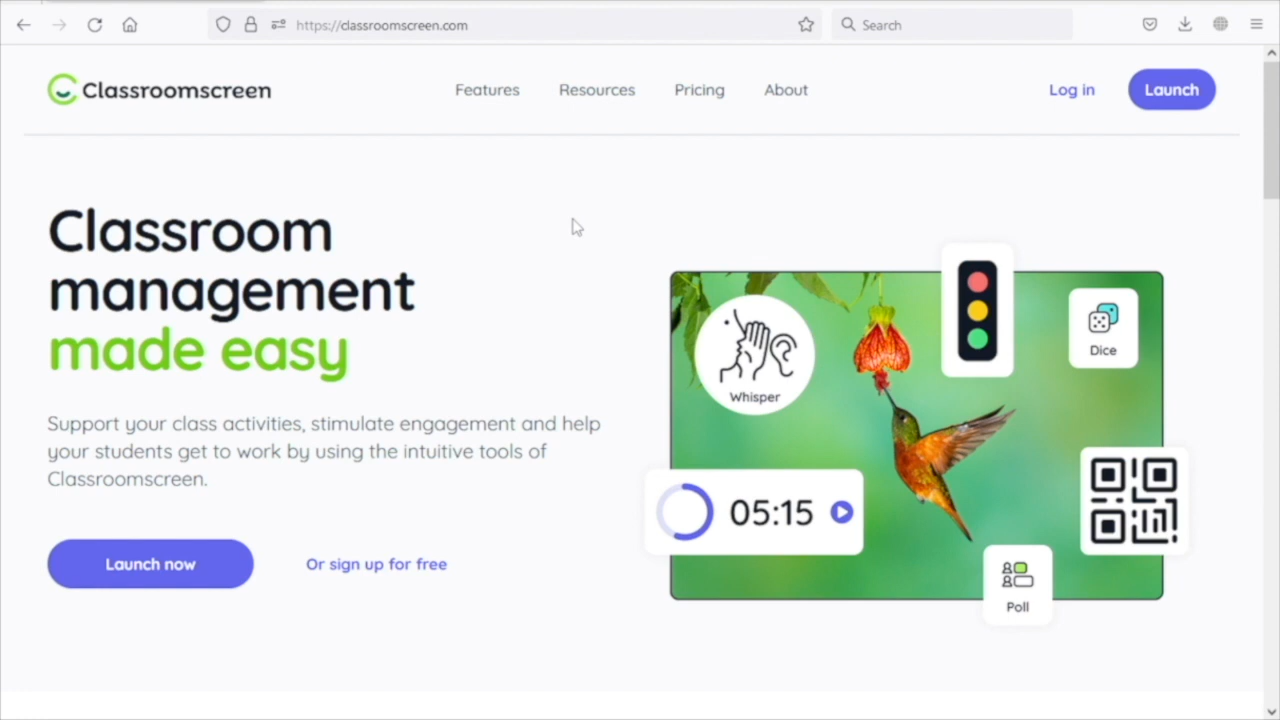 https://classroomscreen.com
Search
Classroomscreen
Features
Resources
Pricing
About
Log in
Launch
Classroom
management
made easy
Support your class activities, stimulate engagement and help
your students get to work by using the intuitive tools of
Classroomscreen.
Launch now
Or sign up for free
Whisper
Dice
05:15
Poll